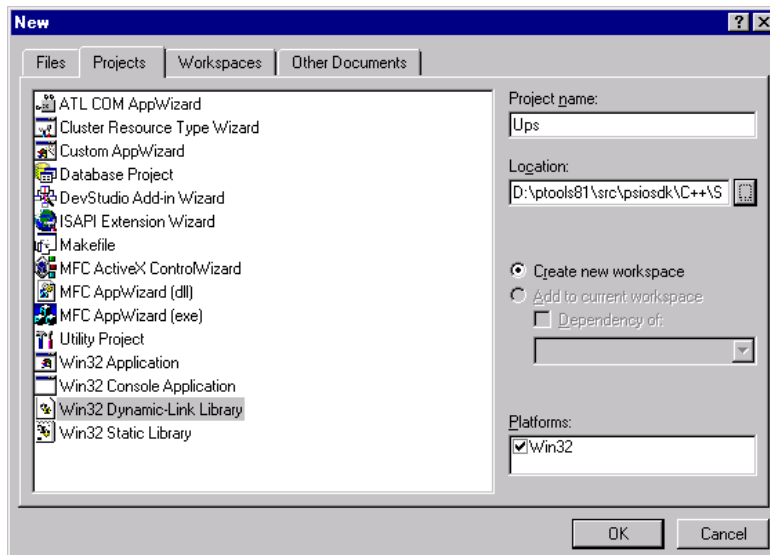 New
Files Projects Workspaces Other Documents
ATL COM AppWizard
Cluster Resource Type Wizard
Custom AppWizard
Database Project
DevStudio Add-in Wizard
ISAPI Extension Wizard
Makefile
MFC ActiveX ControlWizard
MFC AppWizard (dll)
MFC AppWizard (exe)
Utility Project
Win32 Application
Win32 Console Application
Win32 Dynamic-Link Library
Win32 Static Library
Project name:
Ups
Location:
D:\ptools81\src\psiosdk\C++\S
...
Create new workspace
Add to current workspace
Dependency of:
Platforms:
Win32
OK Cancel